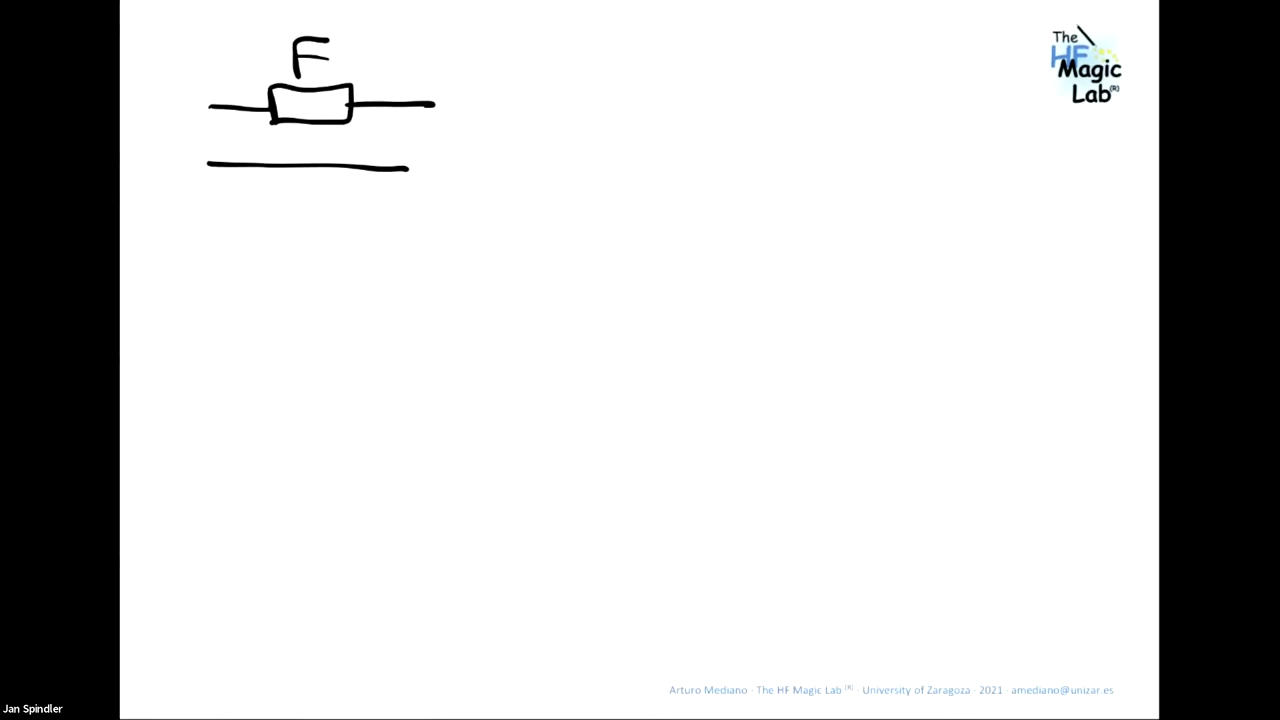 F
The
HF
Magic
Lab(R)
Arturo Mediano · The HF Magic Lab (R) · University of Zaragoza · 2021 · amediano@unizar.es
Jan Spindler